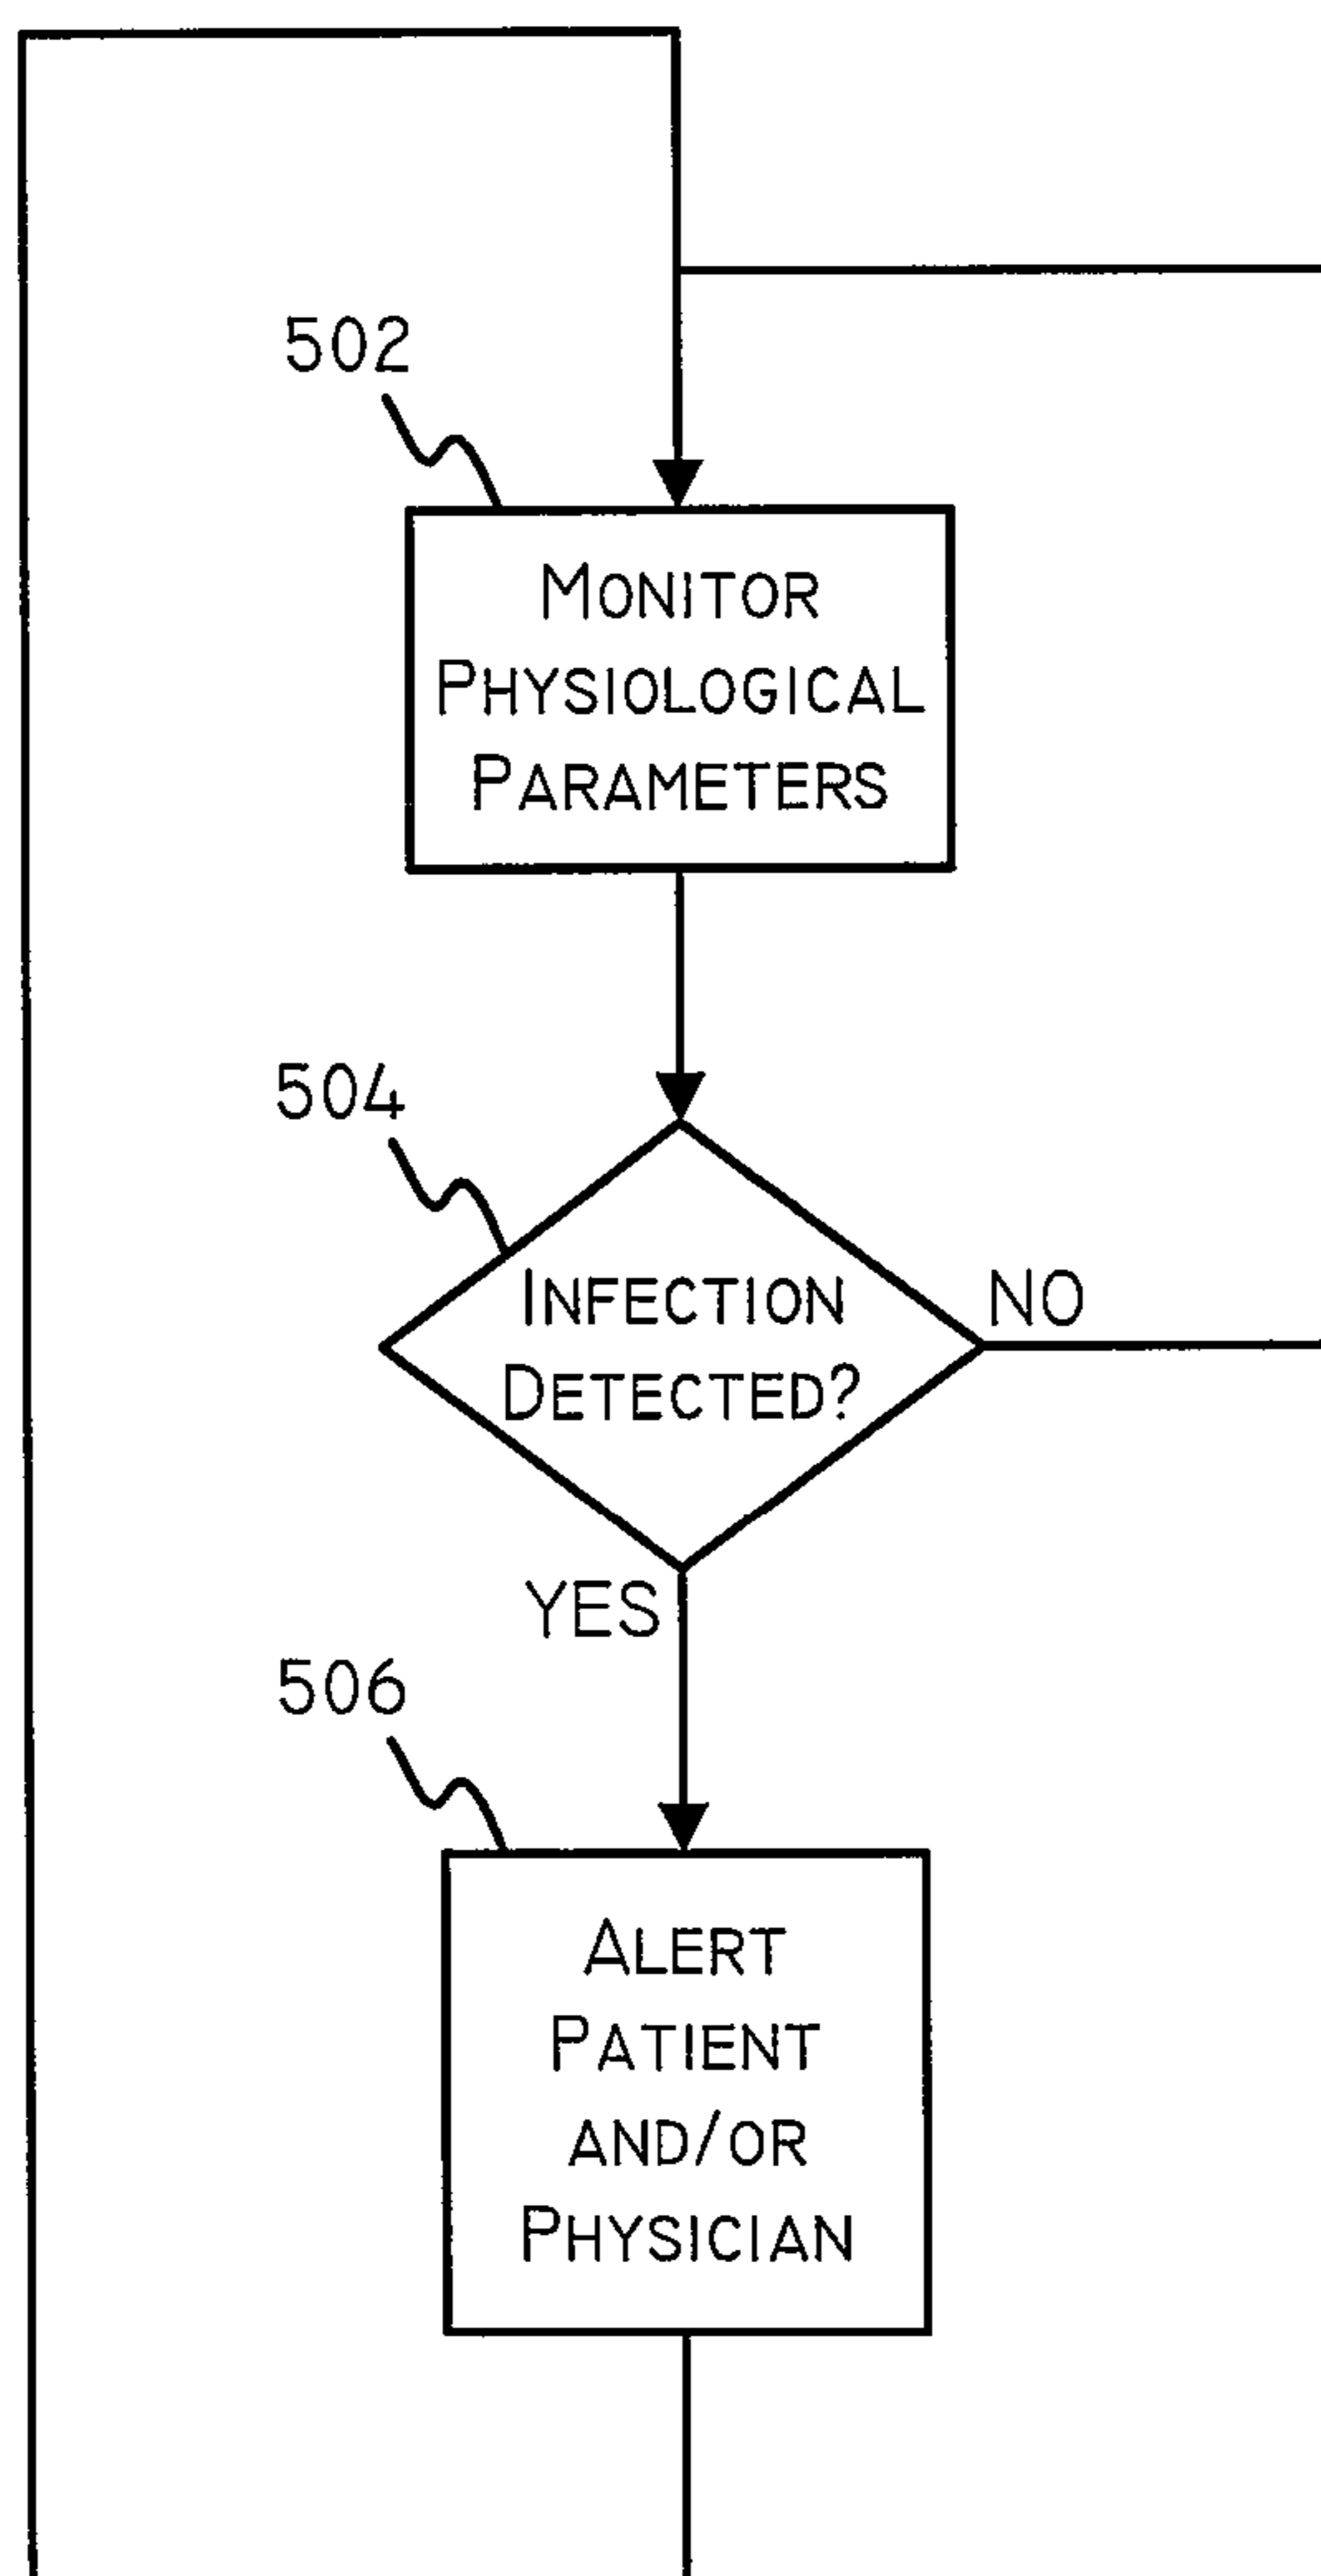 502
MONITOR
PHYSIOLOGICAL
PARAMETERS
504
INFECTION
DETECTED?
NO
YES
506
ALERT
PATIENT
AND/OR
PHYSICIAN